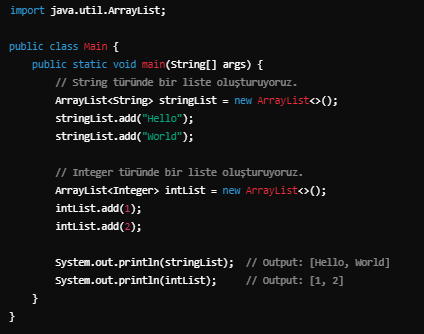 import java.util.ArrayList;
public class Main {
public static void main(String[] args) {
// String türünde bir liste oluşturuyoruz.
ArrayList<String> stringList = new ArrayList<>();
stringList.add("Hello");
stringList.add("World");
// Integer türünde bir liste oluşturuyoruz.
ArrayList<Integer> intList = new ArrayList<>();
intList.add(1);
intList.add(2);
System.out.println(stringList);  // Output: [Hello, World]
System.out.println(intList);     // Output: [1, 2]
}
}